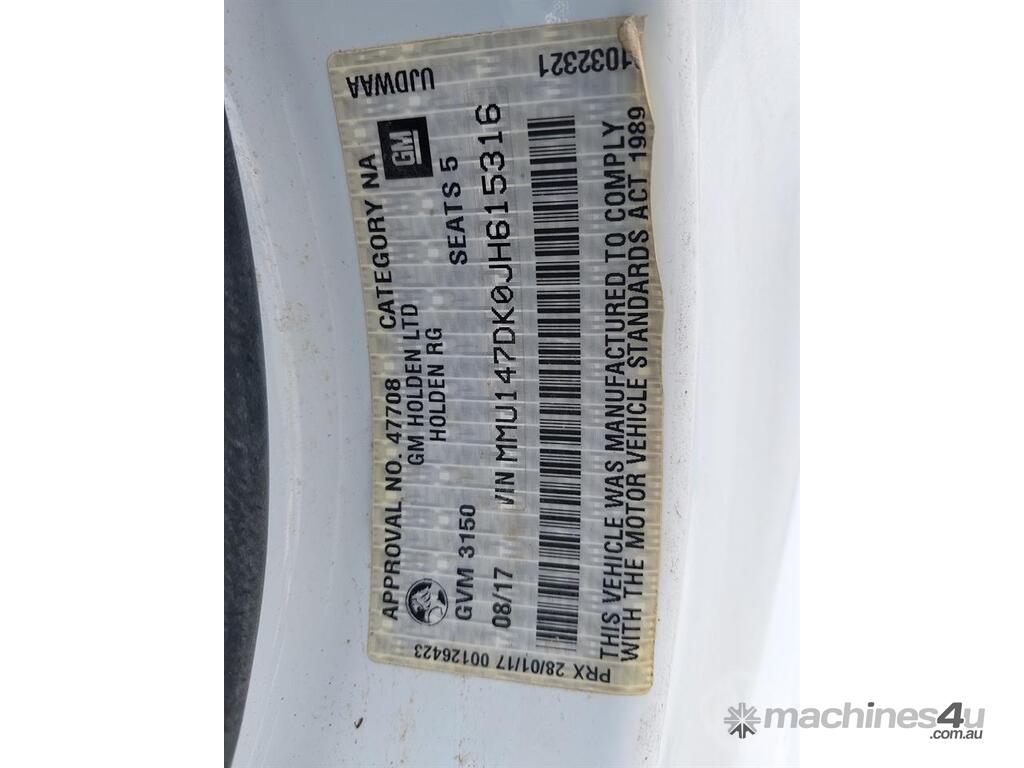 UJDWAA
1032321
APPROVAL NO. 47708 CATEGORY NA
GM HOLDEN LTD
HOLDEN RG
GM
GVM 3150 SEATS 5
08/17 VIN MMU147DK0JH615316
THIS VEHICLE WAS MANUFACTURED TO COMPLY
WITH THE MOTOR VEHICLE STANDARDS ACT 1989
PRX 28/01/17 00126423
machines4u
.com.au